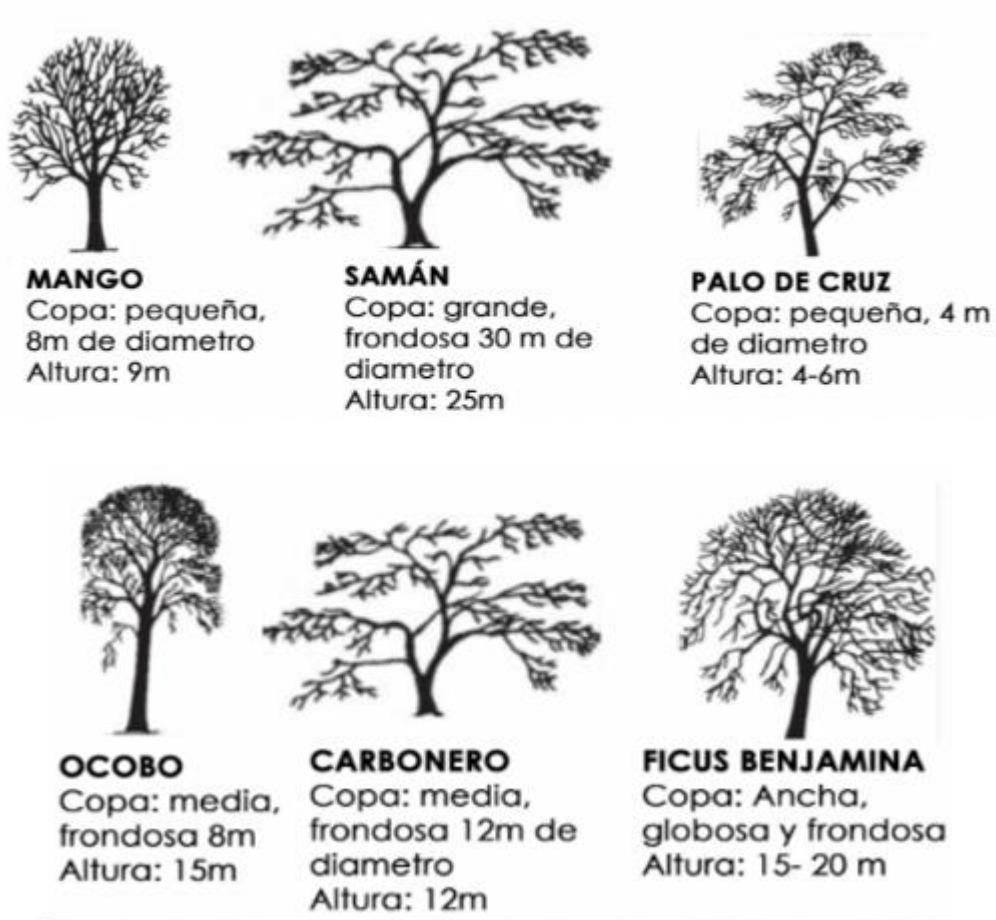 MANGO
Copa: pequeña,
8m de diametro
Altura: 9m
SAMÁN
Copa: grande,
frondosa 30 m de
diametro
Altura: 25m
PALO DE CRUZ
Copa: pequeña, 4 m
de diametro
Altura: 4-6m
OCOBO
Copa: media,
frondosa 8m
Altura: 15m
CARBONERO
Copa: media,
frondosa 12m de
diametro
Altura: 12m
FICUS BENJAMINA
Copa: Ancha,
globosa y frondosa
Altura: 15- 20 m